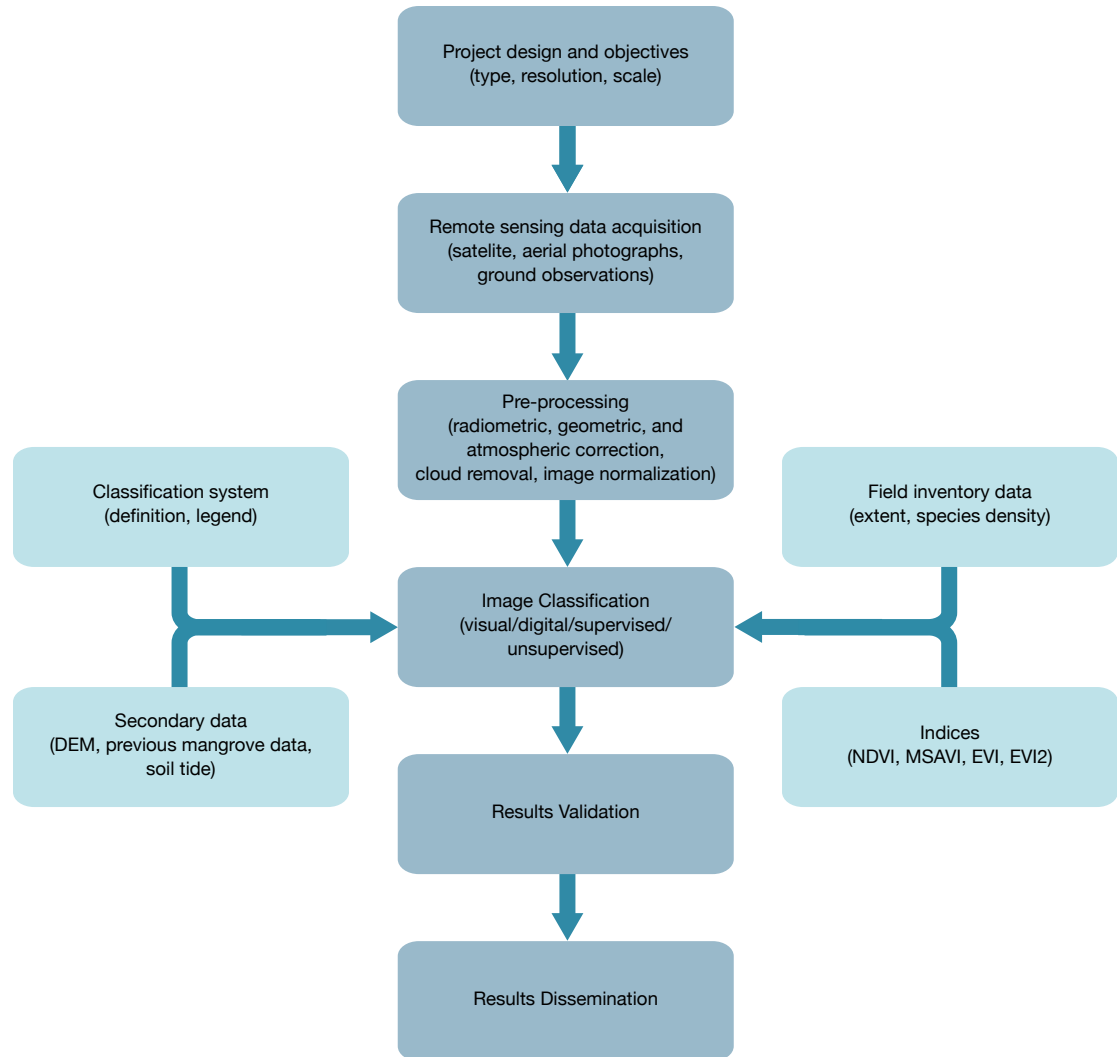 Project design and objectives
(type, resolution, scale)
Remote sensing data acquisition
(satelite, aerial photographs,
ground observations)
Pre-processing
(radiometric, geometric, and
atmospheric correction,
cloud removal, image normalization)
Classification system
(definition, legend)
Field inventory data
(extent, species density)
Image Classification
(visual/digital/supervised/
unsupervised)
Secondary data
(DEM, previous mangrove data,
soil tide)
Indices
(NDVI, MSAVI, EVI, EVI2)
Results Validation
Results Dissemination